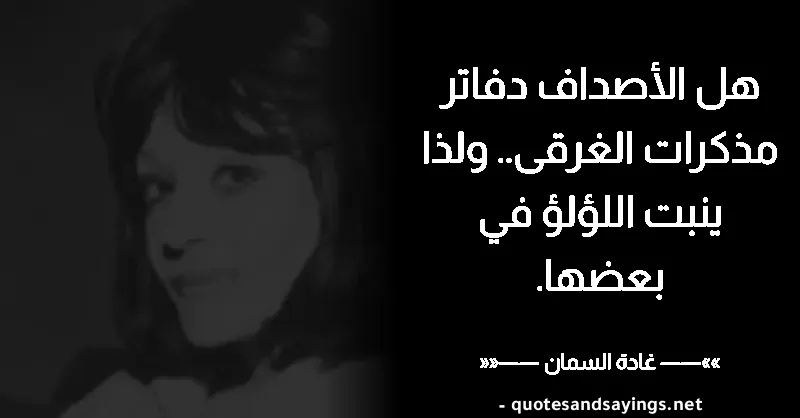 هل الأصداف دفاتر
مذكرات الغرقى.. ولذا
ينبت اللؤلؤ في
بعضها.
»»——— غادة السمان ———««
- quotesandsayings.net